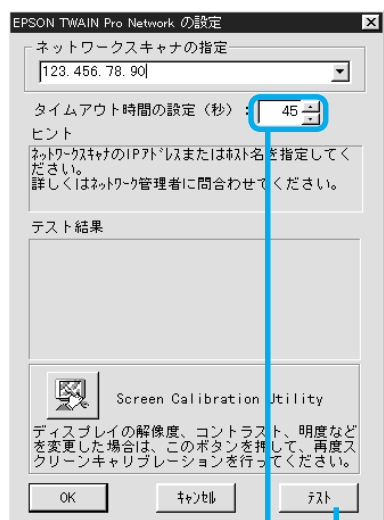 EPSON TWAIN Pro Network の設定
ネットワークスキャナの指定
123.456.78.90
タイムアウト時間の設定（秒）: 45
ヒント
ﾈｯﾄﾜｰｸｽｷｬﾅのIPｱﾄﾞﾚｽまたはﾎｽﾄ名を指定してく
ださい。
詳しくはﾈｯﾄﾜｰｸ管理者に問合わせてください。
テスト結果
Screen Calibration Utility
ディスプレイの解像度、コントラスト、明度など
を変更した場合は、このボタンを押して、再度ス
クリーンキャリブレーションを行ってください。
OK ｷｬﾝｾﾙ ﾃｽﾄ